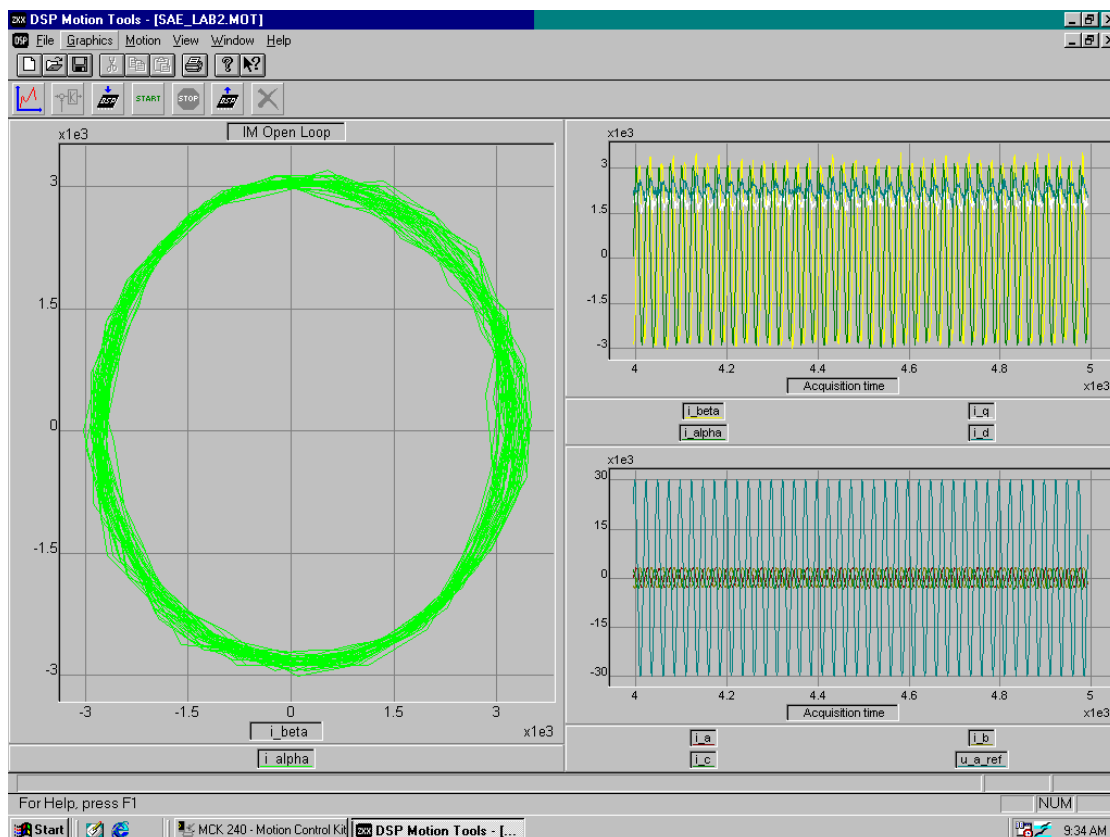 DSP Motion Tools - [SAE_LAB2.MOT]
File Graphics Motion View Window Help
START STOP DSP
x1e3
IM Open Loop
3
1.5
0
-1.5
-3
-3 -1.5 0 1.5 3
i_beta
x1e3
i_alpha
x1e3
3
1.5
0
-1.5
-3
4 4.2 4.4 4.6 4.8 5
Acquisition time
x1e3
i_beta i_q
i_alpha i_d
x1e3
30
15
0
-15
-30
4 4.2 4.4 4.6 4.8 5
Acquisition time
x1e3
i_a i_b
i_c u_a_ref
For Help, press F1
NUM
Start
MCK 240 - Motion Control Kit
DSP Motion Tools - [...
9:34 AM